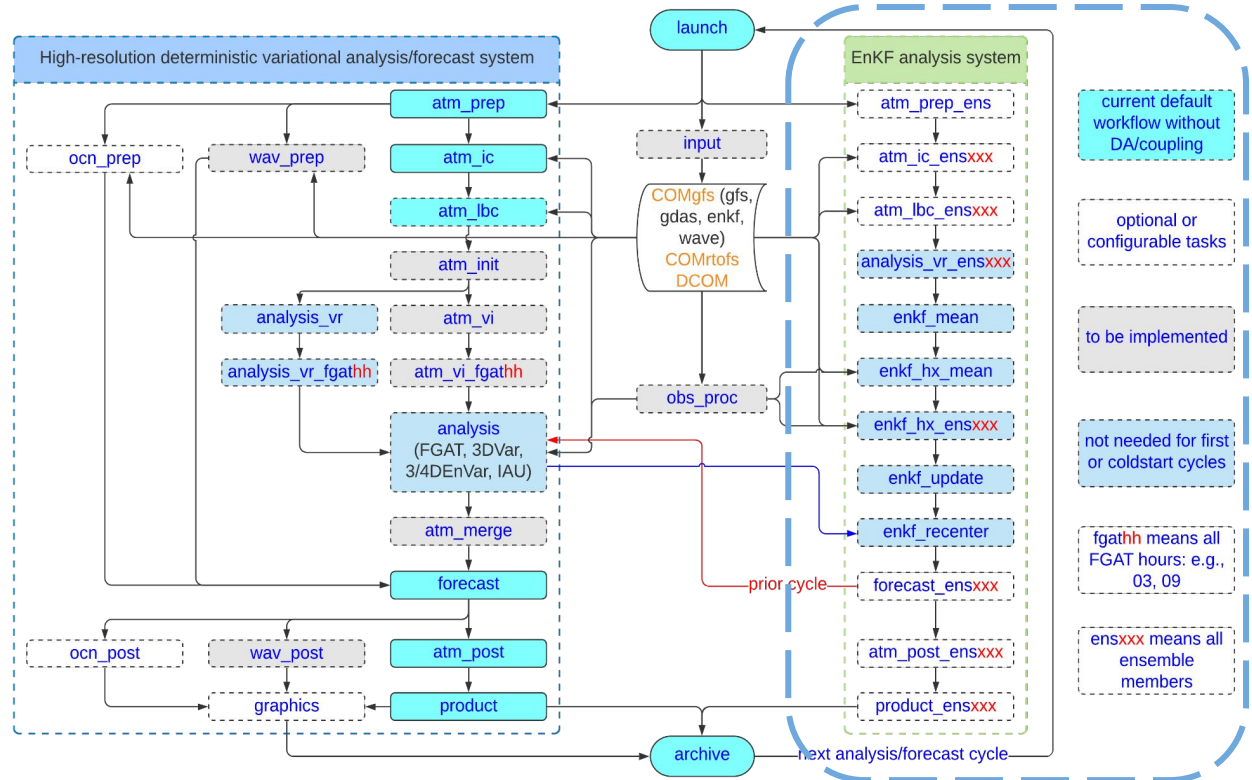 launch
High-resolution deterministic variational analysis/forecast system
atm_prep
ocn_prep
wav_prep
atm_ic
atm_lbc
atm_init
analysis_vr
atm_vi
analysis_vr_fgathh
atm_vi_fgathh
analysis
(FGAT, 3DVar,
3/4DEnVar, IAU)
atm_merge
forecast
ocn_post
wav_post
atm_post
graphics
product
input
COMgfs (gfs,
gdas, enkf,
wave)
COMrtofs
DCOM
obs_proc
prior cycle
archive
next analysis/forecast cycle
EnKF analysis system
atm_prep_ens
atm_ic_ensxxx
atm_lbc_ensxxx
analysis_vr_ensxxx
enkf_mean
enkf_hx_mean
enkf_hx_ensxxx
enkf_update
enkf_recenter
forecast_ensxxx
atm_post_ensxxx
product_ensxxx
current default
workflow without
DA/coupling
optional or
configurable tasks
to be implemented
not needed for first
or coldstart cycles
fgathh means all
FGAT hours: e.g.,
03, 09
ensxxx means all
ensemble
members